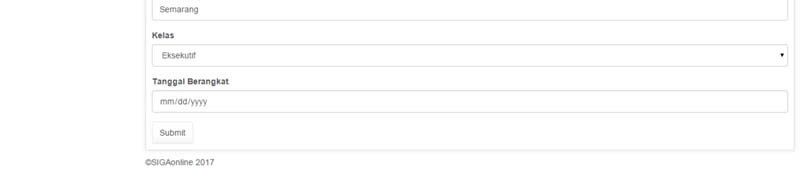 Semarang
Kelas
Eksekutif
Tanggal Berangkat
mm/dd/yyyy
Submit
©SIGAonline 2017